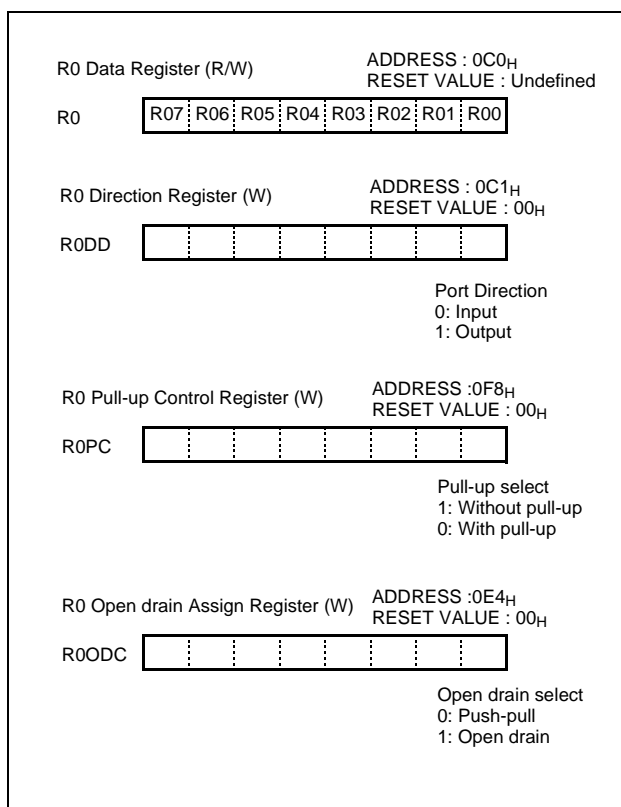 R0 Data Register (R/W)
ADDRESS : 0C0H
RESET VALUE : Undefined
R0
R07 R06 R05 R04 R03 R02 R01 R00
R0 Direction Register (W)
ADDRESS : 0C1H
RESET VALUE : 00H
R0DD
Port Direction
0: Input
1: Output
R0 Pull-up Control Register (W)
ADDRESS :0F8H
RESET VALUE : 00H
R0PC
Pull-up select
1: Without pull-up
0: With pull-up
R0 Open drain Assign Register (W)
ADDRESS :0E4H
RESET VALUE : 00H
R0ODC
Open drain select
0: Push-pull
1: Open drain